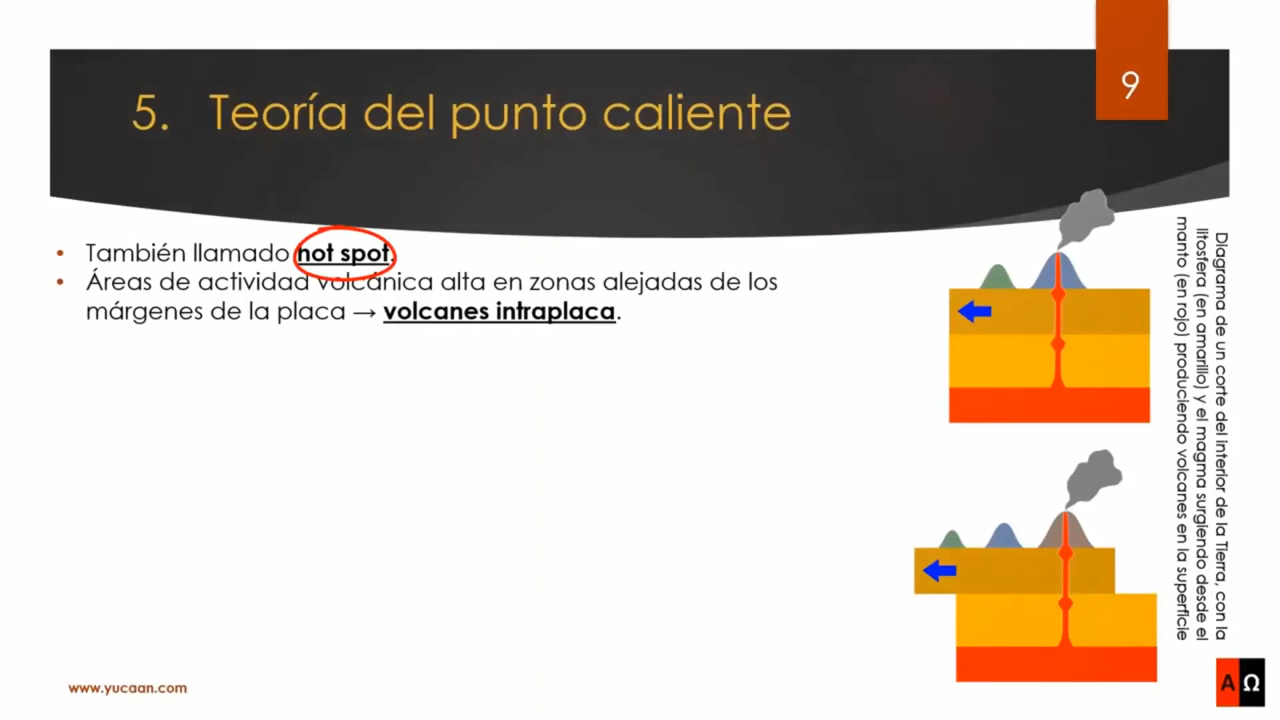 9
5. Teoría del punto caliente
• También llamado hot spot.
• Áreas de actividad volcánica alta en zonas alejadas de los
márgenes de la placa → volcanes intraplaca.
Diagrama de un corte del interior de la Tierra, con la
litosfera (en amarillo) y el magma surgiendo desde el
manto (en rojo) produciendo volcanes en la superficie
www.yucaan.com
A Ω